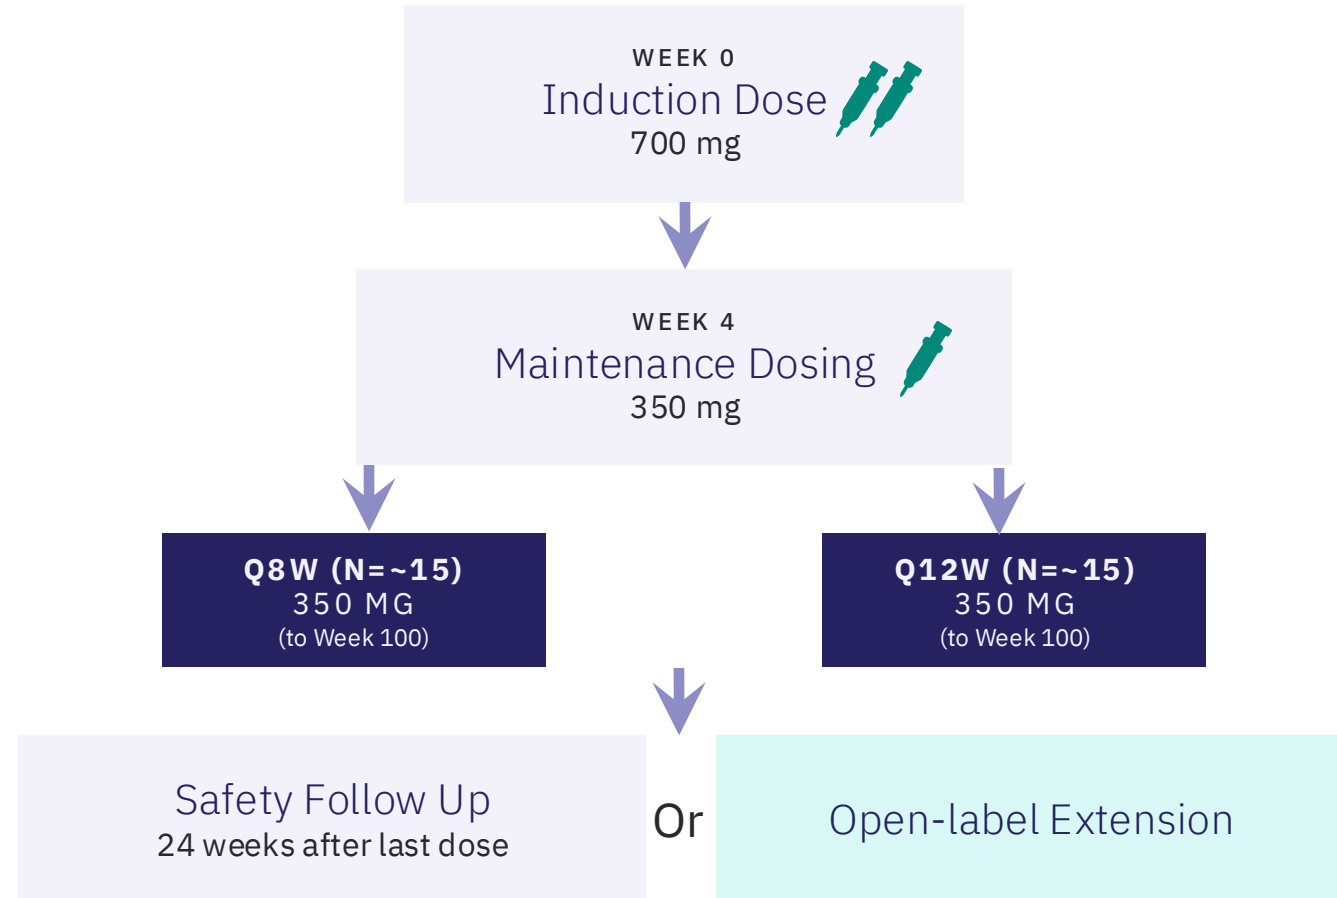 WEEK 0
Induction Dose
700 mg
WEEK 4
Maintenance Dosing
350 mg
Q8W (N=~15)
350 MG
(to Week 100)
Q12W (N=~15)
350 MG
(to Week 100)
Safety Follow Up
24 weeks after last dose
Or
Open-label Extension